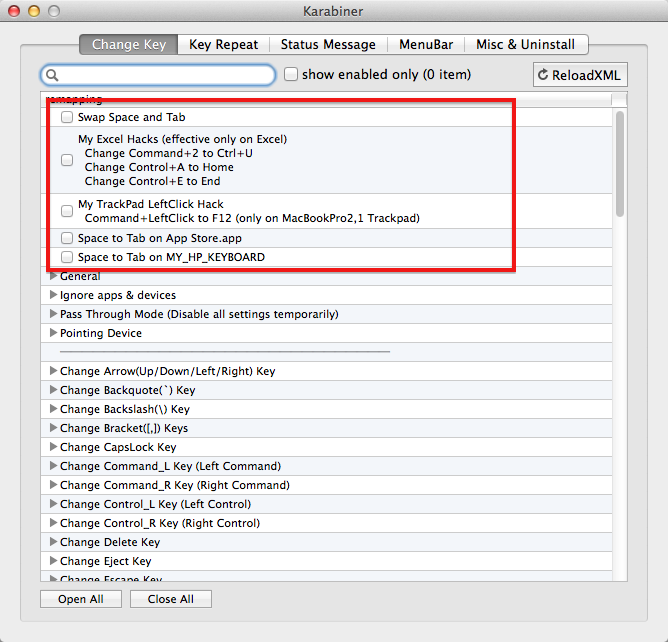 Karabiner
Change Key Key Repeat Status Message MenuBar Misc & Uninstall
show enabled only (0 item) ReloadXML
remapping
Swap Space and Tab
My Excel Hacks (effective only on Excel)
Change Command+2 to Ctrl+U
Change Control+A to Home
Change Control+E to End
My TrackPad LeftClick Hack
Command+LeftClick to F12 (only on MacBookPro2,1 Trackpad)
Space to Tab on App Store.app
Space to Tab on MY_HP_KEYBOARD
General
Ignore apps & devices
Pass Through Mode (Disable all settings temporarily)
Pointing Device
Change Arrow(Up/Down/Left/Right) Key
Change Backquote(`) Key
Change Backslash(\) Key
Change Bracket([,]) Keys
Change CapsLock Key
Change Command_L Key (Left Command)
Change Command_R Key (Right Command)
Change Control_L Key (Left Control)
Change Control_R Key (Right Control)
Change Delete Key
Change Eject Key
Change Escape Key
Open All Close All